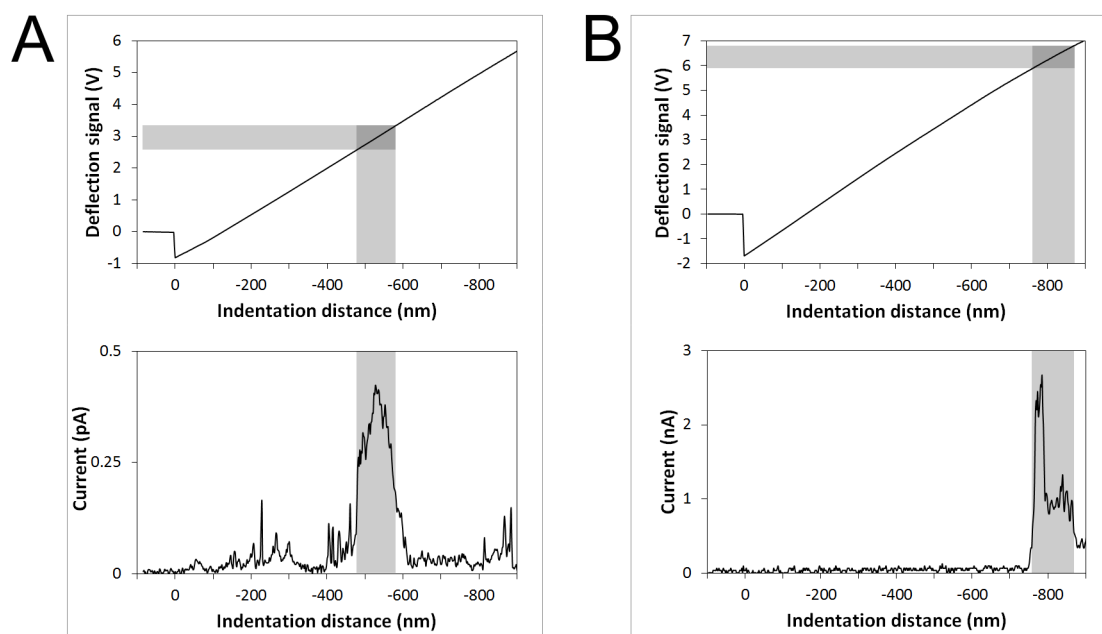 A
Deflection signal (V)
6
5
4
3
2
1
0
-1
0 -200 -400 -600 -800
Indentation distance (nm)
Current (pA)
0.5
0.25
0
0 -200 -400 -600 -800
Indentation distance (nm)
B
Deflection signal (V)
7
6
5
4
3
2
1
0
-1
-2
0 -200 -400 -600 -800
Indentation distance (nm)
Current (nA)
3
2
1
0
0 -200 -400 -600 -800
Indentation distance (nm)